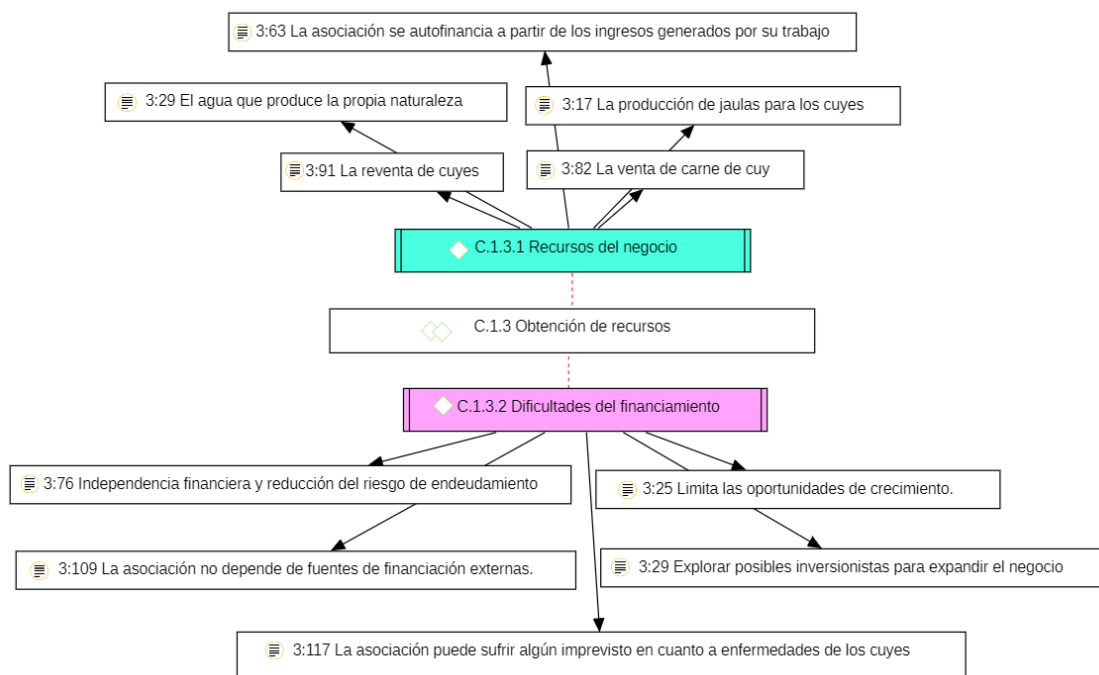 3:63 La asociación se autofinancia a partir de los ingresos generados por su trabajo
3:29 El agua que produce la propia naturaleza
3:17 La producción de jaulas para los cuyes
3:91 La reventa de cuyes
3:82 La venta de carne de cuy
C.1.3.1 Recursos del negocio
C.1.3 Obtención de recursos
C.1.3.2 Dificultades del financiamiento
3:76 Independencia financiera y reducción del riesgo de endeudamiento
3:25 Limita las oportunidades de crecimiento.
3:109 La asociación no depende de fuentes de financiación externas.
3:29 Explorar posibles inversionistas para expandir el negocio
3:117 La asociación puede sufrir algún imprevisto en cuanto a enfermedades de los cuyes